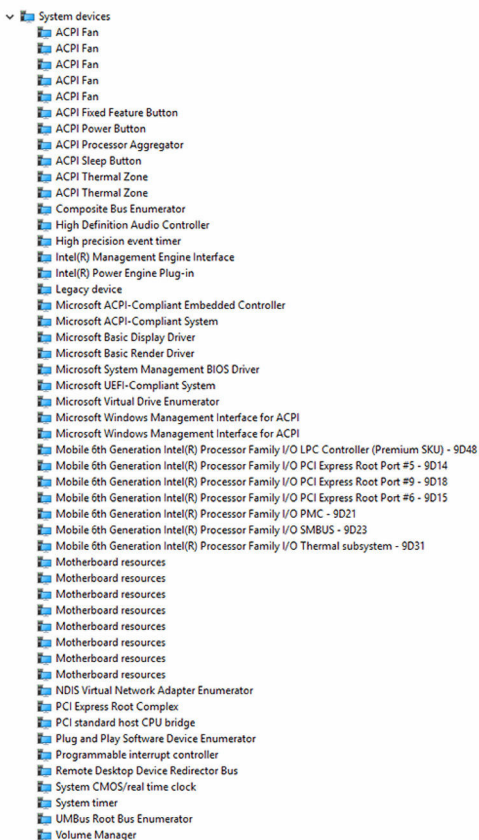 System devices
ACPI Fan
ACPI Fan
ACPI Fan
ACPI Fan
ACPI Fan
ACPI Fixed Feature Button
ACPI Power Button
ACPI Processor Aggregator
ACPI Sleep Button
ACPI Thermal Zone
ACPI Thermal Zone
Composite Bus Enumerator
High Definition Audio Controller
High precision event timer
Intel(R) Management Engine Interface
Intel(R) Power Engine Plug-in
Legacy device
Microsoft ACPI-Compliant Embedded Controller
Microsoft ACPI-Compliant System
Microsoft Basic Display Driver
Microsoft Basic Render Driver
Microsoft System Management BIOS Driver
Microsoft UEFI-Compliant System
Microsoft Virtual Drive Enumerator
Microsoft Windows Management Interface for ACPI
Microsoft Windows Management Interface for ACPI
Mobile 6th Generation Intel(R) Processor Family I/O LPC Controller (Premium SKU) - 9D48
Mobile 6th Generation Intel(R) Processor Family I/O PCI Express Root Port #5 - 9D14
Mobile 6th Generation Intel(R) Processor Family I/O PCI Express Root Port #9 - 9D18
Mobile 6th Generation Intel(R) Processor Family I/O PCI Express Root Port #6 - 9D15
Mobile 6th Generation Intel(R) Processor Family I/O PMC - 9D21
Mobile 6th Generation Intel(R) Processor Family I/O SMBUS - 9D23
Mobile 6th Generation Intel(R) Processor Family I/O Thermal subsystem - 9D31
Motherboard resources
Motherboard resources
Motherboard resources
Motherboard resources
Motherboard resources
Motherboard resources
Motherboard resources
Motherboard resources
NDIS Virtual Network Adapter Enumerator
PCI Express Root Complex
PCI standard host CPU bridge
Plug and Play Software Device Enumerator
Programmable interrupt controller
Remote Desktop Device Redirector Bus
System CMOS/real time clock
System timer
UMBus Root Bus Enumerator
Volume Manager